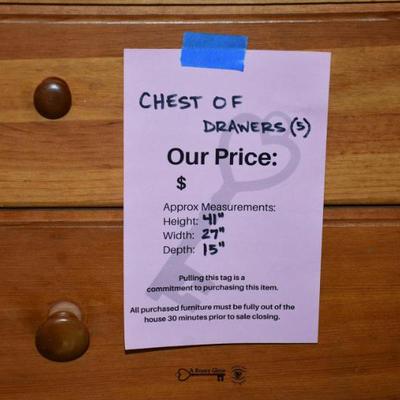 CHEST OF
DRAWERS (5)
Our Price:
$
Approx Measurements:
Height: 41"
Width: 27"
Depth: 15"
Pulling this tag is a
commitment to purchasing this item.
All purchased furniture must be fully out of the
house 30 minutes prior to sale closing.